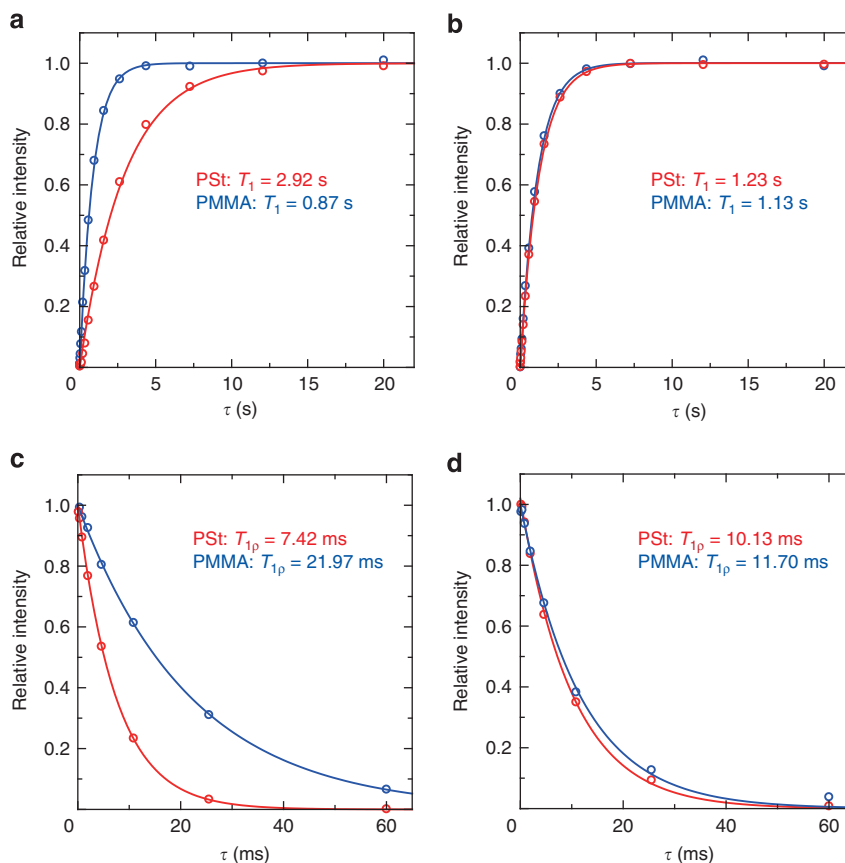 a
1.0
0.8
0.6
0.4
0.2
0 5 10 15 20
Relative intensity
τ (s)
PSt: T₁ = 2.92 s
PMMA: T₁ = 0.87 s
b
1.0
0.8
0.6
0.4
0.2
0 5 10 15 20
Relative intensity
τ (s)
PSt: T₁ = 1.23 s
PMMA: T₁ = 1.13 s
c
1.0
0.8
0.6
0.4
0.2
0 20 40 60
Relative intensity
τ (ms)
PSt: T₁ᵨ = 7.42 ms
PMMA: T₁ᵨ = 21.97 ms
d
1.0
0.8
0.6
0.4
0.2
0 20 40 60
Relative intensity
τ (ms)
PSt: T₁ᵨ = 10.13 ms
PMMA: T₁ᵨ = 11.70 ms